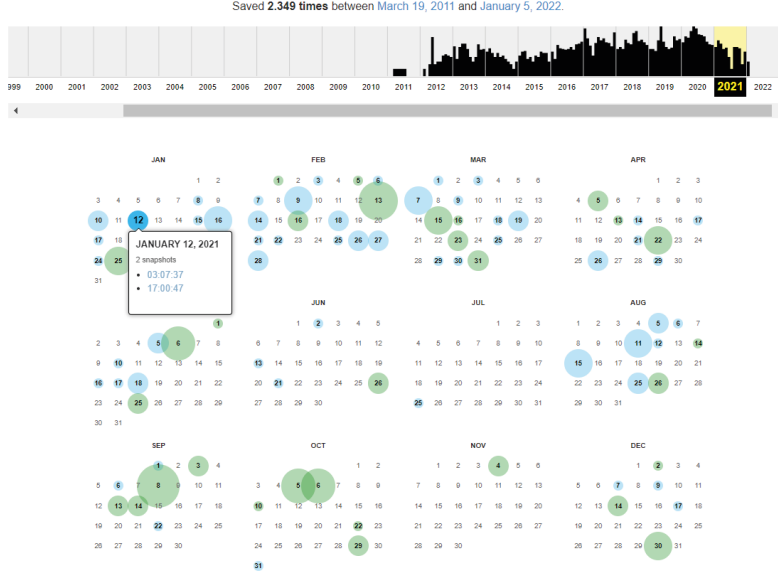 Saved 2.349 times between March 19, 2011 and January 5, 2022.
999 2000 2001 2002 2003 2004 2005 2006 2007 2008 2009 2010 2011 2012 2013 2014 2015 2016 2017 2018 2019 2020 2021 2022
JAN FEB MAR APR
1 2 1 2 3 4 5 6 1 2 3 4 5 6 1 2 3
3 4 5 6 7 8 9 7 8 9 10 11 12 13 7 8 9 10 11 12 13 4 5 6 7 8 9 10
10 11 12 13 14 15 16 14 15 16 17 18 19 20 14 15 16 17 18 19 20 11 12 13 14 15 16 17
17 18 21 22 23 24 25 26 27 21 22 23 24 25 26 27 18 19 20 21 22 23 24
24 25 28 28 29 30 31 25 26 27 28 29 30
31
JANUARY 12, 2021
2 snapshots
• 03:07:37
• 17:00:47
JUN JUL AUG
1 1 2 3 4 5 1 2 3 1 2 3 4 5 6 7
2 3 4 5 6 7 8 6 7 8 9 10 11 12 4 5 6 7 8 9 10 8 9 10 11 12 13 14
9 10 11 12 13 14 15 13 14 15 16 17 18 19 11 12 13 14 15 16 17 15 16 17 18 19 20 21
16 17 18 19 20 21 22 20 21 22 23 24 25 26 18 19 20 21 22 23 24 22 23 24 25 26 27 28
23 24 25 26 27 28 29 27 28 29 30 25 26 27 28 29 30 31 29 30 31
30 31
SEP OCT NOV DEC
1 2 3 4 1 2 1 2 3 4 5 6 1 2 3 4
5 6 7 8 9 10 11 3 4 5 6 7 8 9 7 8 9 10 11 12 13 5 6 7 8 9 10 11
12 13 14 15 16 17 18 10 11 12 13 14 15 16 14 15 16 17 18 19 20 12 13 14 15 16 17 18
19 20 21 22 23 24 25 17 18 19 20 21 22 23 21 22 23 24 25 26 27 19 20 21 22 23 24 25
26 27 28 29 30 24 25 26 27 28 29 30 28 29 30 26 27 28 29 30 31
31